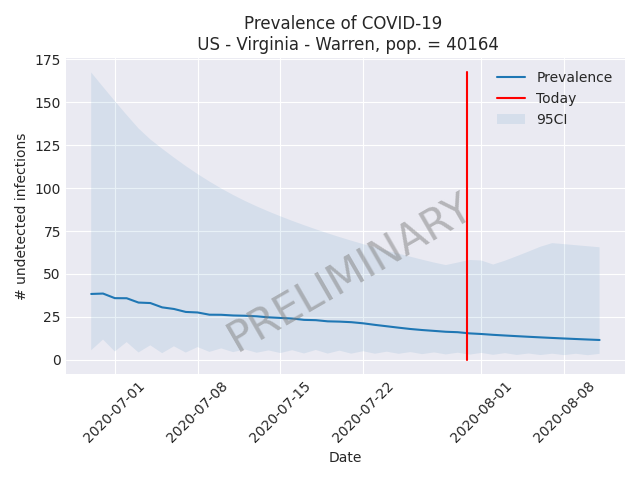 Prevalence of COVID-19
US - Virginia - Warren, pop. = 40164
175
150
125
100
75
50
25
0
# undetected infections
Prevalence
Today
95CI
PRELIMINARY
2020-07-01
2020-07-08
2020-07-15
2020-07-22
2020-08-01
2020-08-08
Date